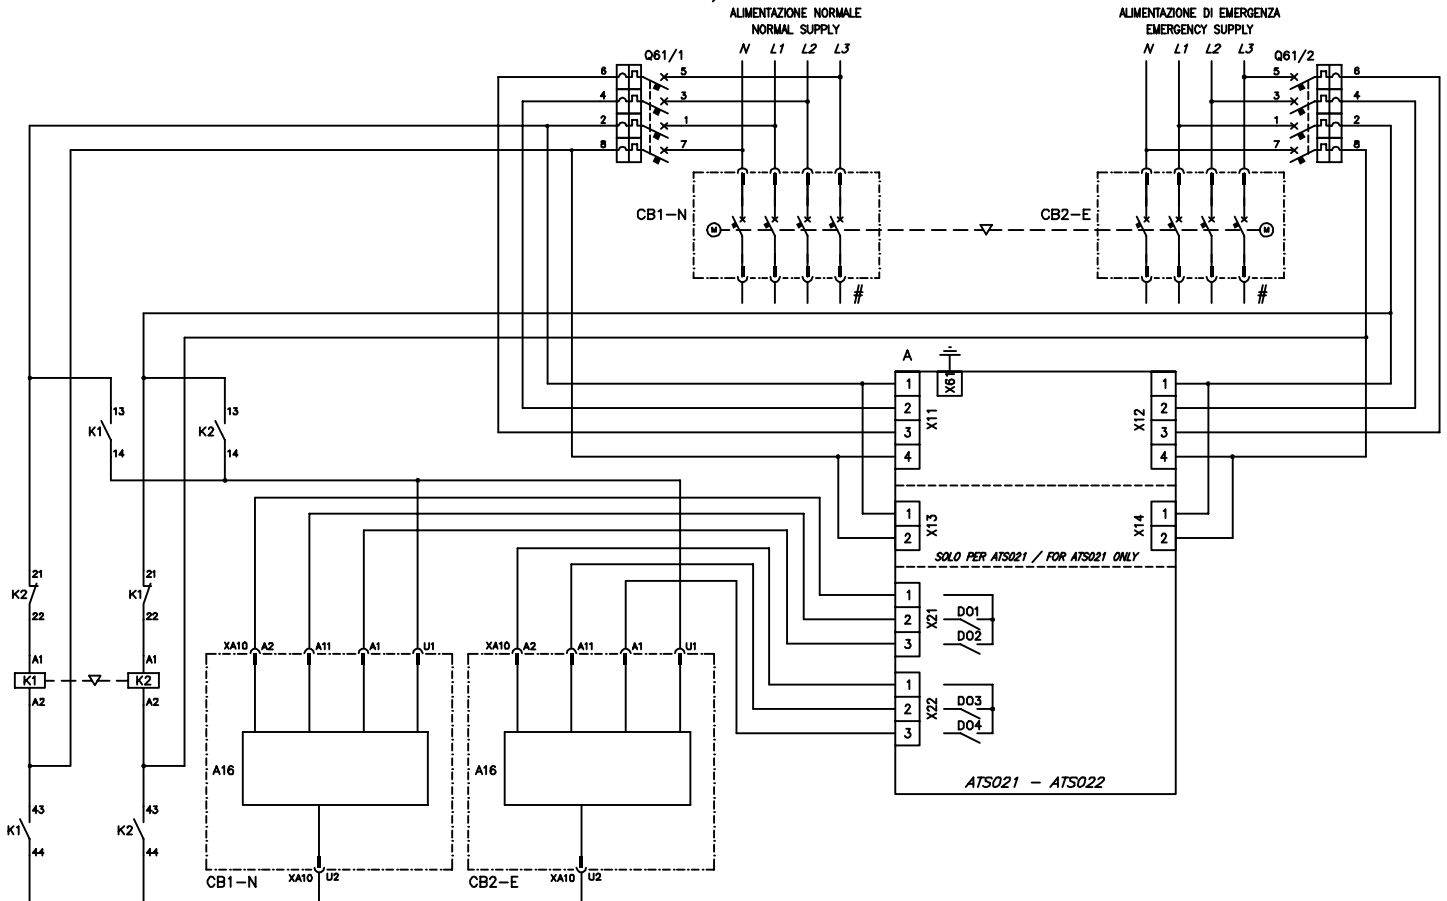 ALIMENTAZIONE NORMALE
NORMAL SUPPLY
N L1 L2 L3
ALIMENTAZIONE DI EMERGENZA
EMERGENCY SUPPLY
N L1 L2 L3
Q61/1
6 5
4 3
2 1
8 7
Q61/2
5 6
3 4
1 2
7 8
CB1-N
M
#
CB2-E
M
#
A
X61
1
2
3
4
X11
1
2
3
4
X12
1
2
X13
1
2
X14
SOLO PER ATS021 / FOR ATS021 ONLY
1
2
3
X21
DO1
DO2
1
2
3
X22
DO3
DO4
ATS021 - ATS022
13
K1
14
13
K2
14
21
K2
22
21
K1
22
A1
K1
A2
A1
K2
A2
43
K1
44
43
K2
44
XA10 A2 A11 A1 U1
A16
XA10 U2
CB1-N
XA10 A2 A11 A1 U1
A16
XA10 U2
CB2-E